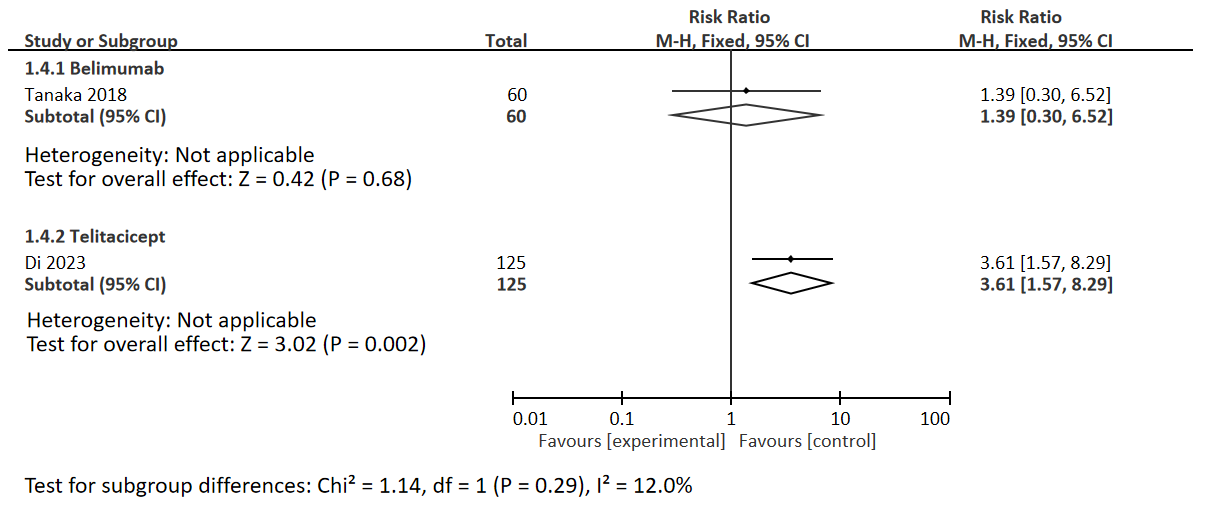 Risk Ratio Risk Ratio
Study or Subgroup Total M-H, Fixed, 95% CI M-H, Fixed, 95% CI
1.4.1 Belimumab
Tanaka 2018 60 1.39 [0.30, 6.52]
Subtotal (95% CI) 60 1.39 [0.30, 6.52]
Heterogeneity: Not applicable
Test for overall effect: Z = 0.42 (P = 0.68)
1.4.2 Telitacicept
Di 2023 125 3.61 [1.57, 8.29]
Subtotal (95% CI) 125 3.61 [1.57, 8.29]
Heterogeneity: Not applicable
Test for overall effect: Z = 3.02 (P = 0.002)
0.01 0.1 1 10 100
Favours [experimental] Favours [control]
Test for subgroup differences: Chi² = 1.14, df = 1 (P = 0.29), I² = 12.0%